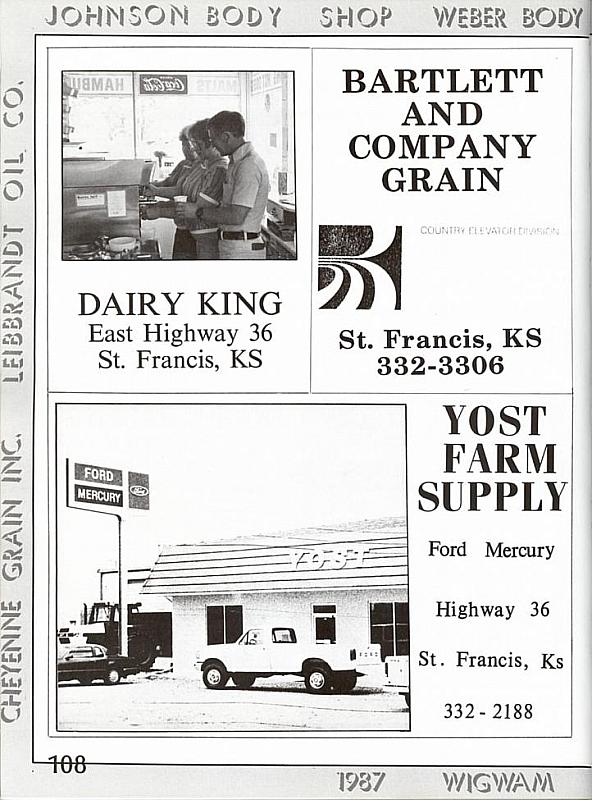 JOHNSON BODY SHOP WEBER BODY
LEIBBRANDT OIL CO.
CHEYENNE GRAIN INC.
HAMBU
Coca-Cola
MALTS
DAIRY KING
East Highway 36
St. Francis, KS
BARTLETT
AND
COMPANY
GRAIN
COUNTRY ELEVATOR DIVISION
St. Francis, KS
332-3306
FORD
MERCURY
Ford
YOST
FORD
YOST
FARM
SUPPLY
Ford Mercury
Highway 36
St. Francis, Ks
332-2188
108
1987 WIGWAM